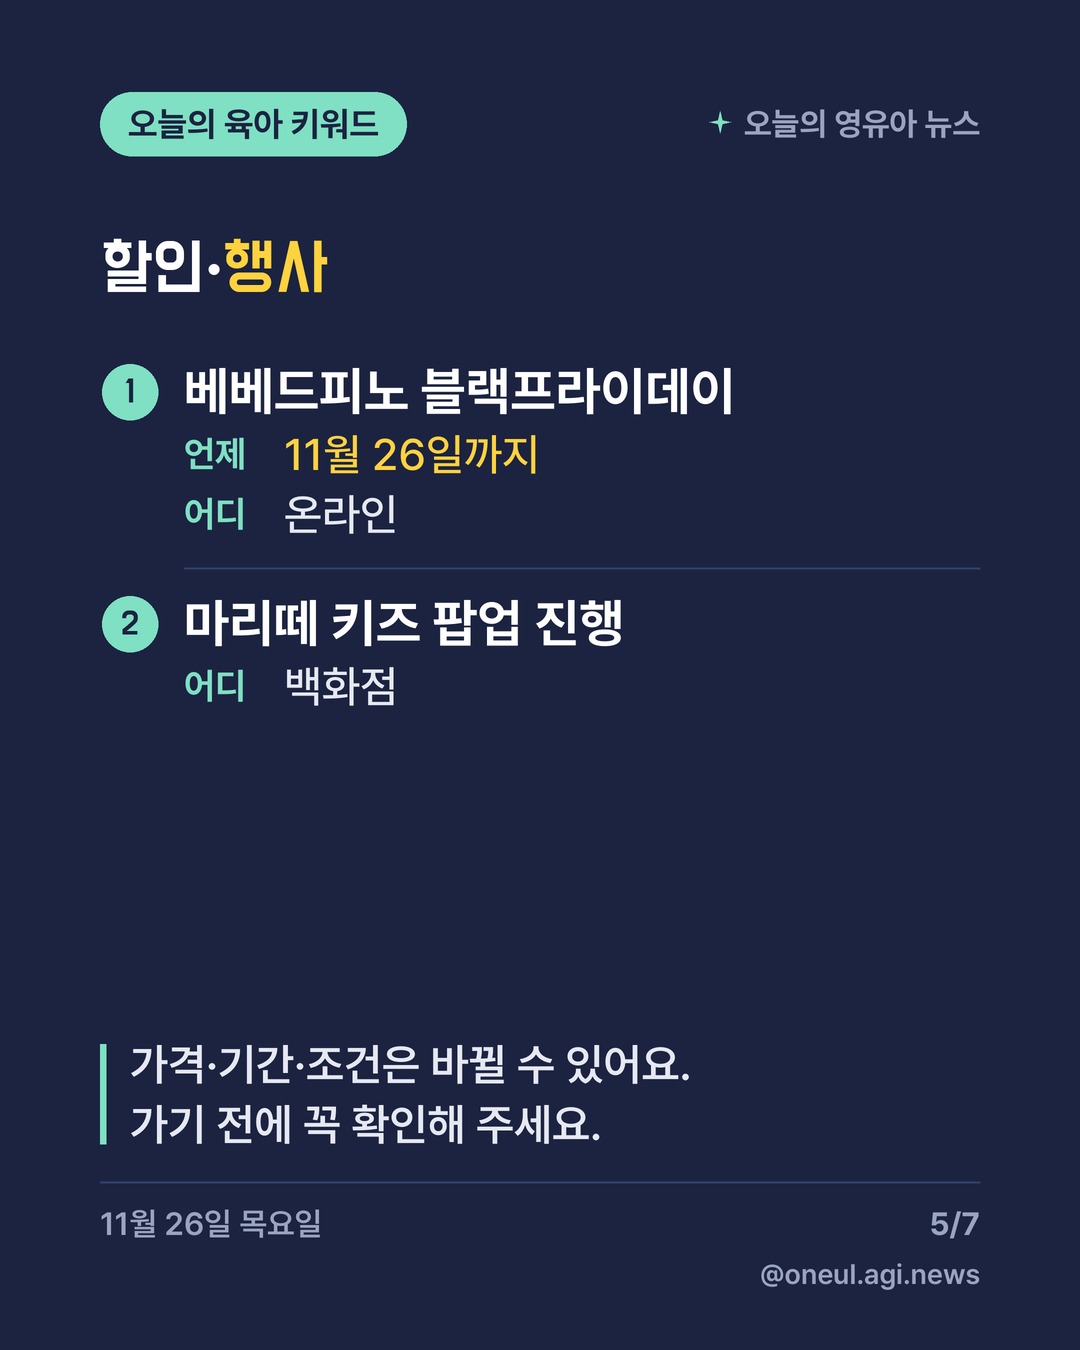 오늘의 육아 키워드
오늘의 영유아 뉴스
할인·행사
1 베베드피노 블랙프라이데이
언제 11월 26일까지
어디 온라인
2 마리떼 키즈 팝업 진행
어디 백화점
가격·기간·조건은 바뀔 수 있어요.
가기 전에 꼭 확인해 주세요.
11월 26일 목요일
5/7
@oneul.agi.news